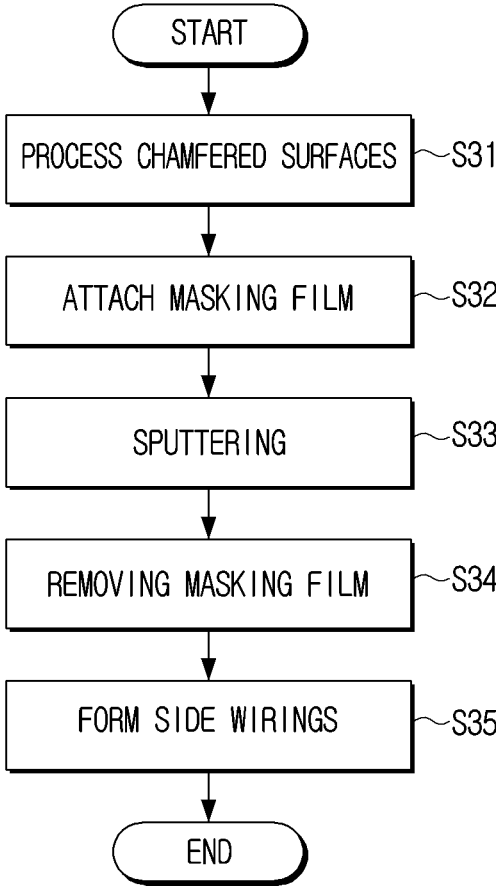 START
PROCESS CHAMFERED SURFACES
S31
ATTACH MASKING FILM
S32
SPUTTERING
S33
REMOVING MASKING FILM
S34
FORM SIDE WIRINGS
S35
END